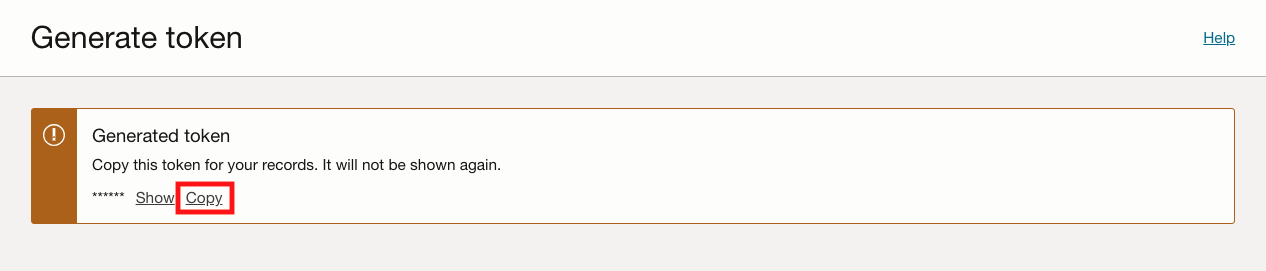 Generate token
Help
Generated token
Copy this token for your records. It will not be shown again.
****** Show Copy